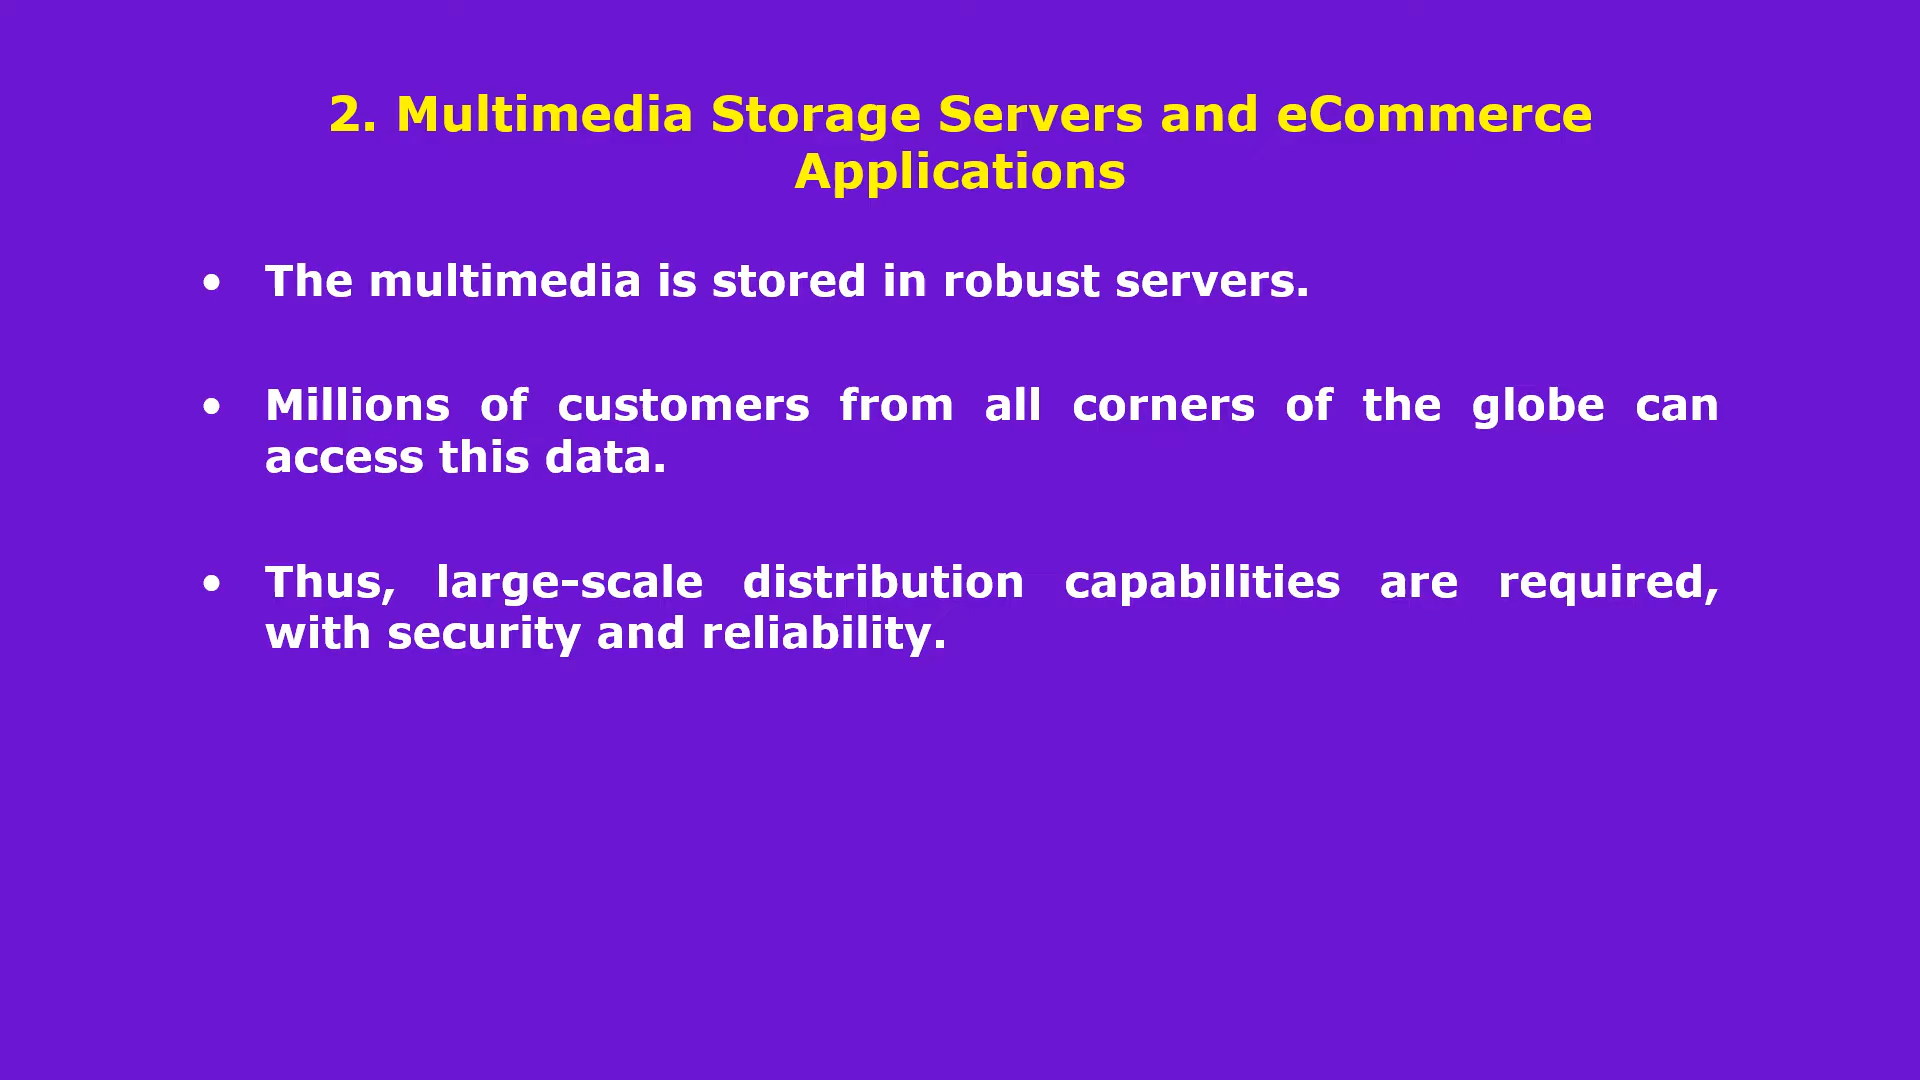 2. Multimedia Storage Servers and eCommerce
Applications
• The multimedia is stored in robust servers.
• Millions of customers from all corners of the globe can
access this data.
• Thus, large-scale distribution capabilities are required,
with security and reliability.